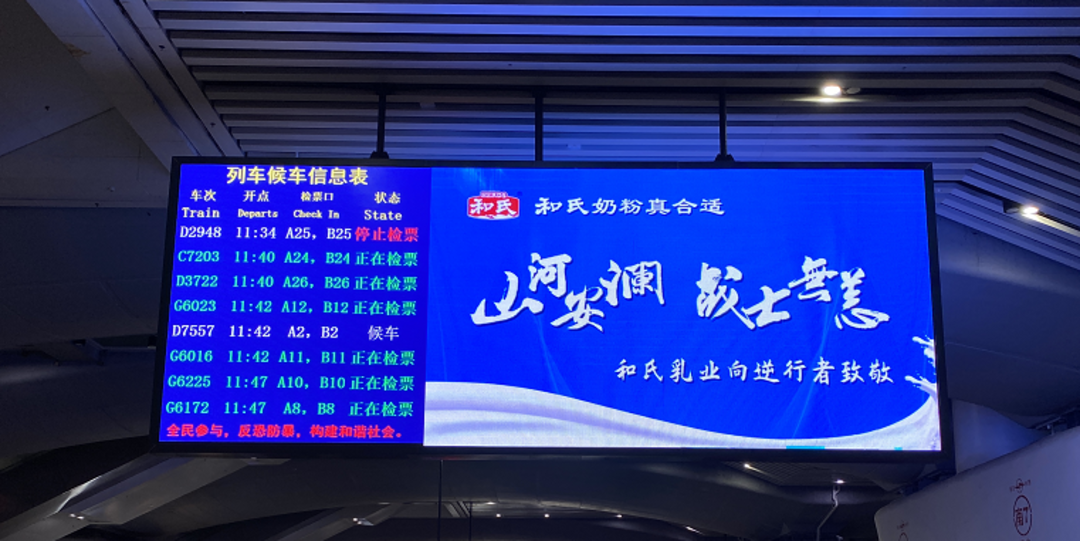 列车候车信息表
车次 开点 检票口 状态
Train Departs Check In State
D2948 11:34 A25, B25 停止检票
C7203 11:40 A24, B24 正在检票
D3722 11:40 A26, B26 正在检票
G6023 11:42 A12, B12 正在检票
D7557 11:42 A2, B2 候车
G6016 11:42 A11, B11 正在检票
G6225 11:47 A10, B10 正在检票
G6172 11:47 A8, B8 正在检票
全民参与，反恐防暴，构建和谐社会。
和氏 和氏奶粉真合适
山河安澜 战士無恙
和氏乳业向逆行者致敬